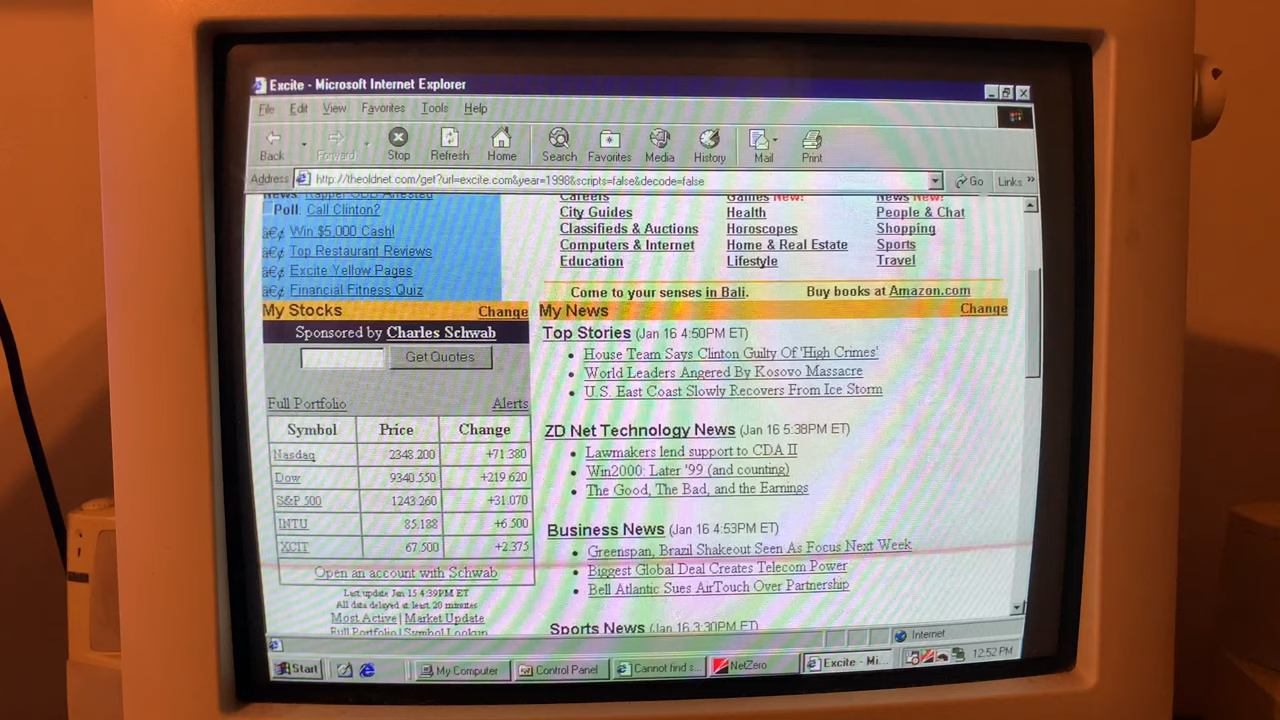 Excite - Microsoft Internet Explorer
File Edit View Favorites Tools Help
Back Forward Stop Refresh Home Search Favorites Media History Mail Print
Address http://theoldnet.com/get?url=excite.com&year=1998&scripts=false&decode=false Go Links »
News: Rapper ODB Arrested
Poll: Call Clinton?
â€¢ Win $5,000 Cash!
â€¢ Top Restaurant Reviews
â€¢ Excite Yellow Pages
â€¢ Financial Fitness Quiz
Careers Games New! News New!
City Guides Health People & Chat
Classifieds & Auctions Horoscopes Shopping
Computers & Internet Home & Real Estate Sports
Education Lifestyle Travel
Come to your senses in Bali. Buy books at Amazon.com
My Stocks Change
Sponsored by Charles Schwab
Get Quotes
Full Portfolio Alerts
Symbol Price Change
Nasdaq 2348.200 +71.380
Dow 9340.550 +219.620
S&P 500 1243.260 +31.070
INTU 85.188 +6.500
XCIT 67.500 +2.375
Open an account with Schwab
Last update Jan 15 4:39PM ET
All data delayed at least 20 minutes
Most Active | Market Update
Full Portfolio | Symbol Lookup
My News Change
Top Stories (Jan 16 4:50PM ET)
House Team Says Clinton Guilty Of 'High Crimes'
World Leaders Angered By Kosovo Massacre
U.S. East Coast Slowly Recovers From Ice Storm
ZD Net Technology News (Jan 16 5:38PM ET)
Lawmakers lend support to CDA II
Win2000: Later '99 (and counting)
The Good, The Bad, and the Earnings
Business News (Jan 16 4:53PM ET)
Greenspan, Brazil Shakeout Seen As Focus Next Week
Biggest Global Deal Creates Telecom Power
Bell Atlantic Sues AirTouch Over Partnership
Sports News (Jan 16 3:30PM ET)
Internet
Start My Computer Control Panel Cannot find s... NetZero Excite - Mi... 12:52 PM